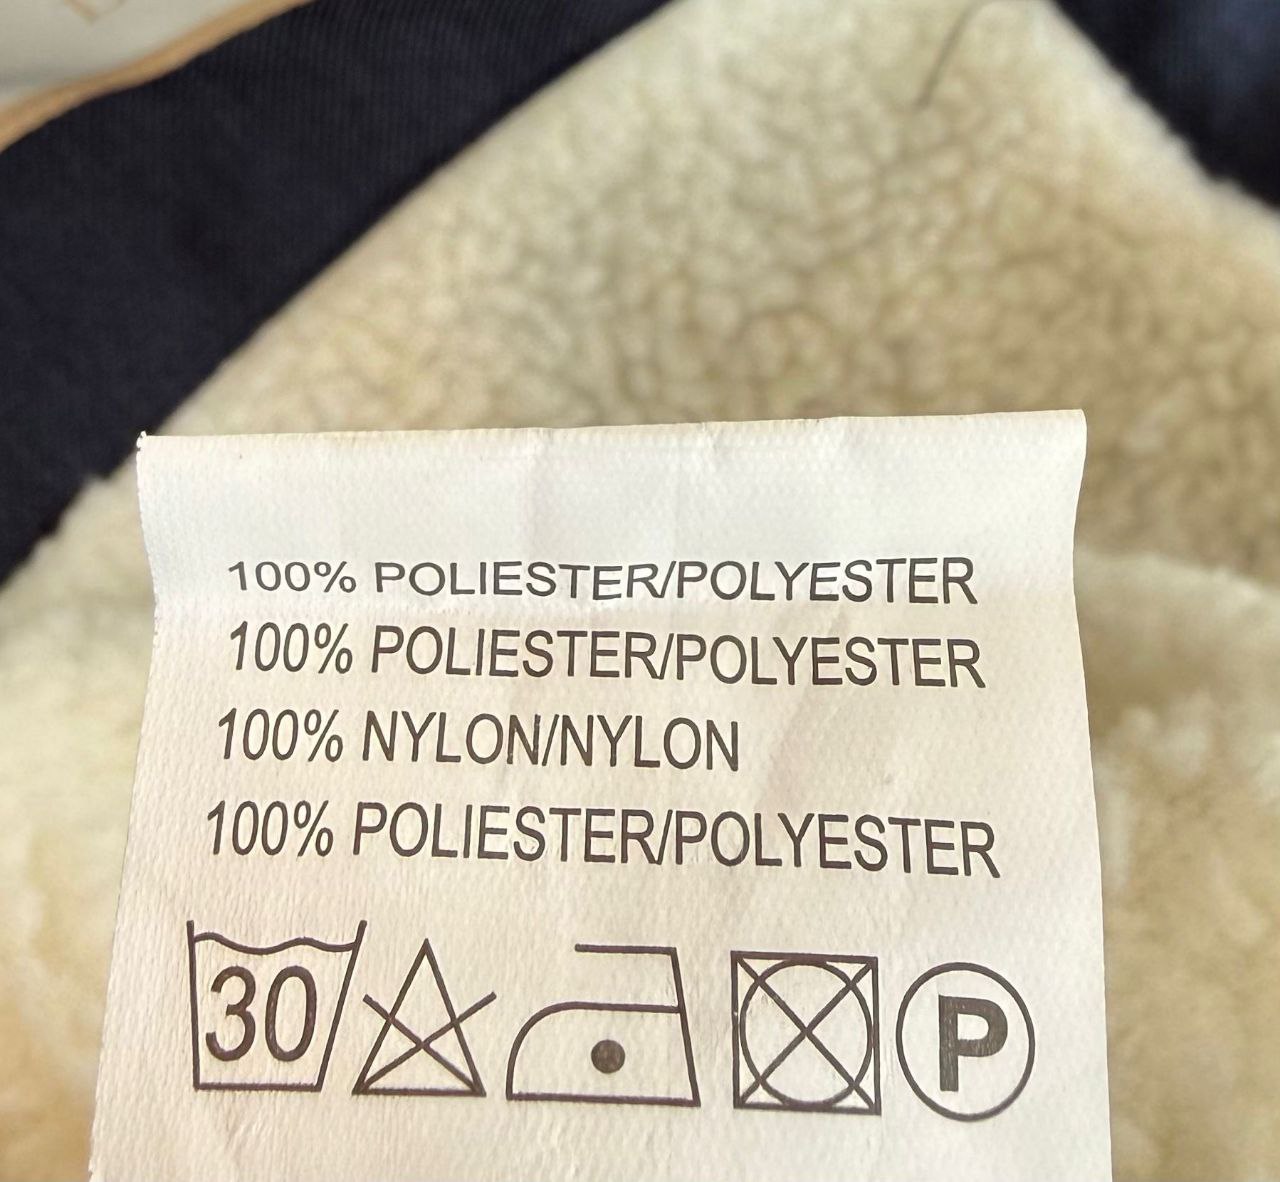 100% POLIESTER/POLYESTER
100% POLIESTER/POLYESTER
100% NYLON/NYLON
100% POLIESTER/POLYESTER
30
P